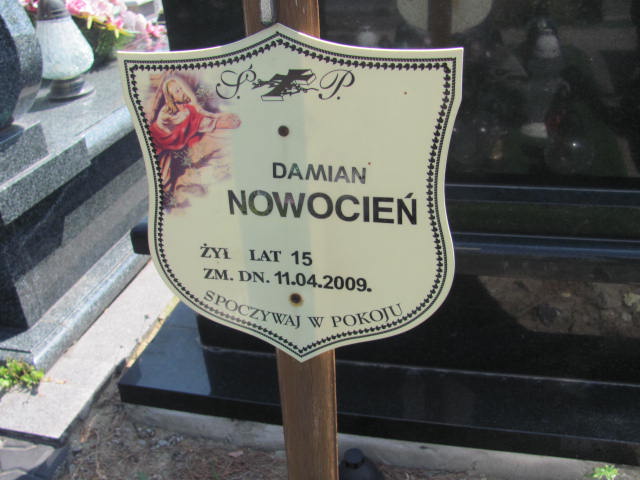 Ś. P.
DAMIAN
NOWOCIEŃ
ŻYŁ LAT 15
ZM. DN. 11.04.2009.
SPOCZYWAJ W POKOJU